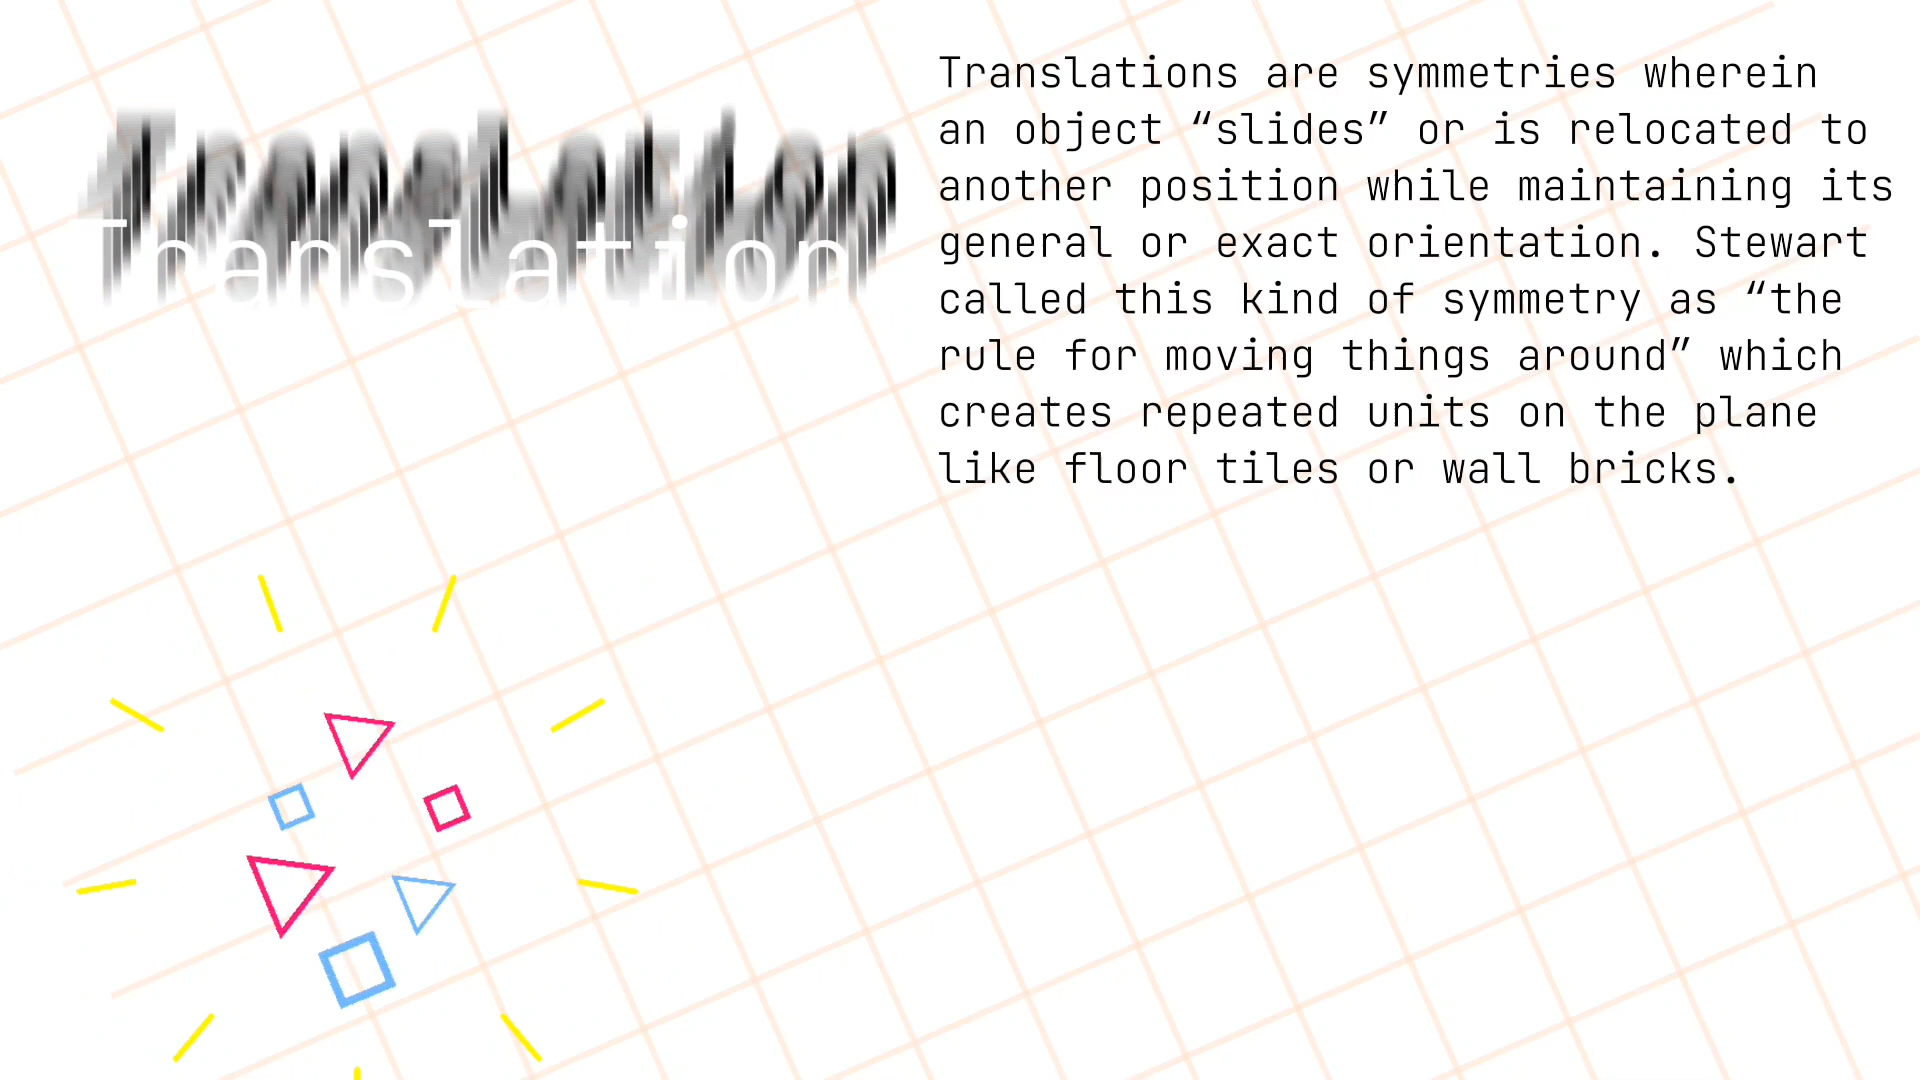 Translation
Translations are symmetries wherein
an object “slides” or is relocated to
another position while maintaining its
general or exact orientation. Stewart
called this kind of symmetry as “the
rule for moving things around” which
creates repeated units on the plane
like floor tiles or wall bricks.